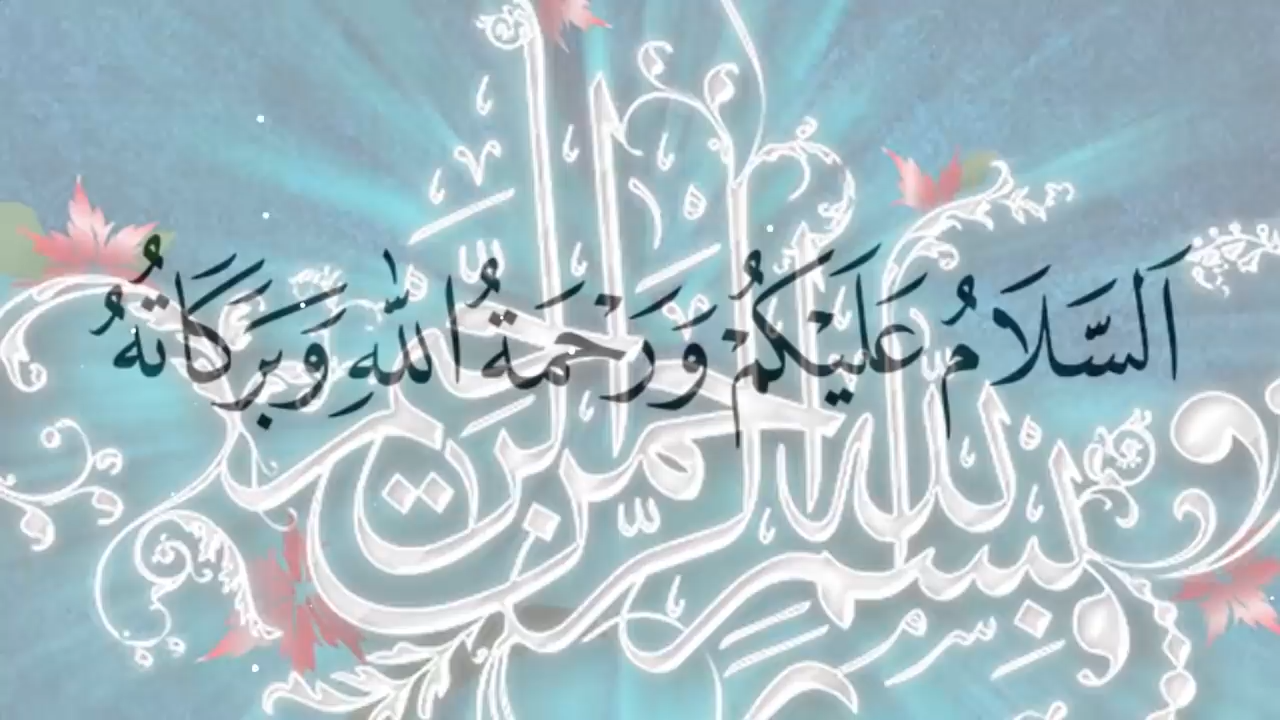 اَلسَّلَامُ عَلَيْكُمْ وَرَحْمَةُ اللّٰهِ وَبَرَكَاتُهُ
بسم الله الرحمن الرحيم